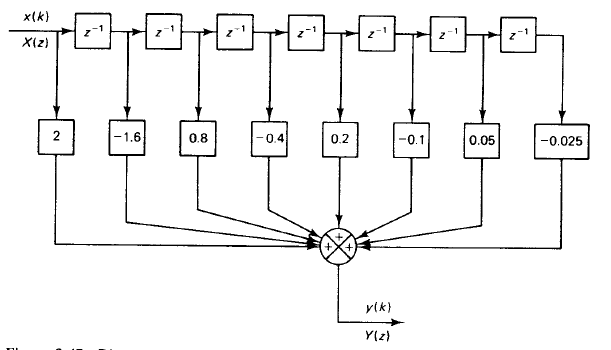 x(k)
X(z)
z⁻¹ z⁻¹ z⁻¹ z⁻¹ z⁻¹ z⁻¹ z⁻¹
2 −1.6 0.8 −0.4 0.2 −0.1 0.05 −0.025
+ + + +
y(k)
Y(z)